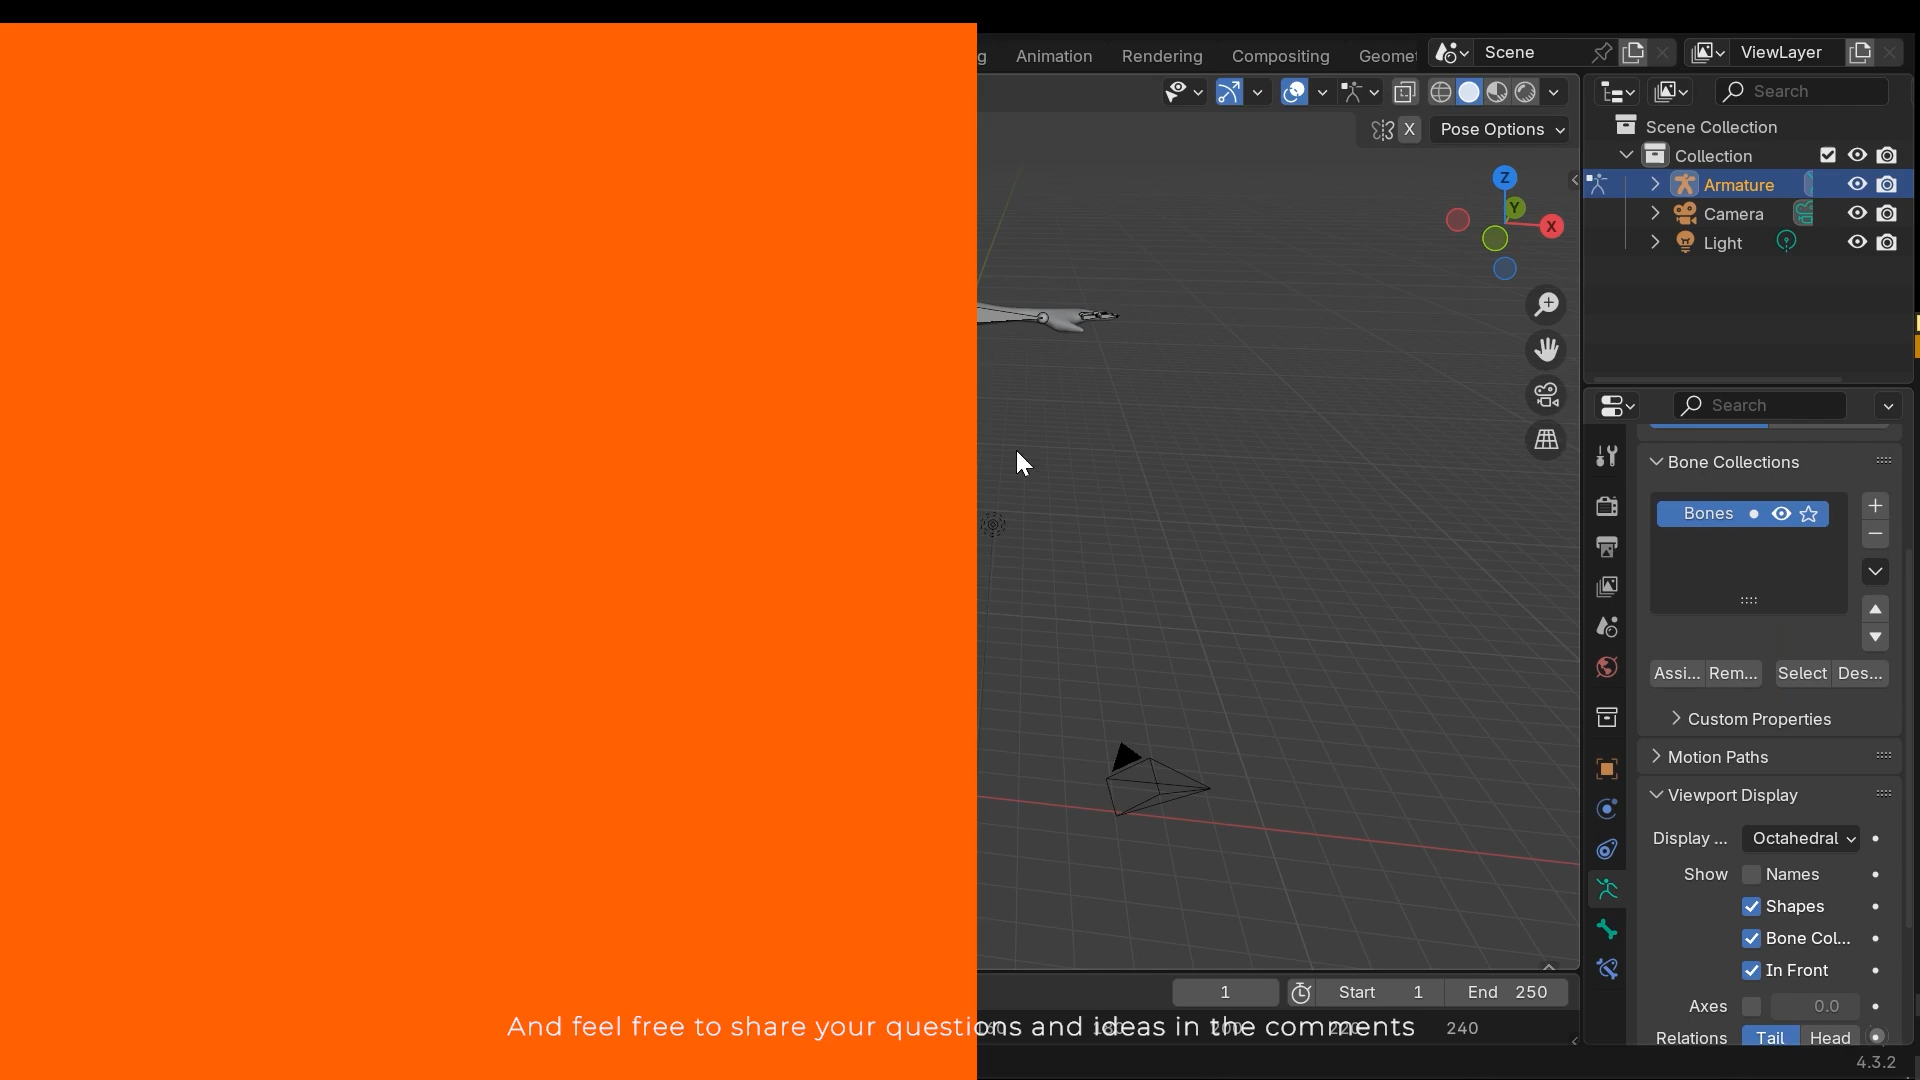 Animation Rendering Compositing Geomet
Scene
ViewLayer
Search
X Pose Options
Scene Collection
Collection
Armature
Camera
Light
Z
Y
X
Search
Bone Collections
Bones
Assi... Rem... Select Des...
Custom Properties
Motion Paths
Viewport Display
Display ... Octahedral
Show Names
Shapes
Bone Col...
In Front
Axes 0.0
Relations Tail Head
1 Start 1 End 250
240
And feel free to share your questions and ideas in the comments
4.3.2